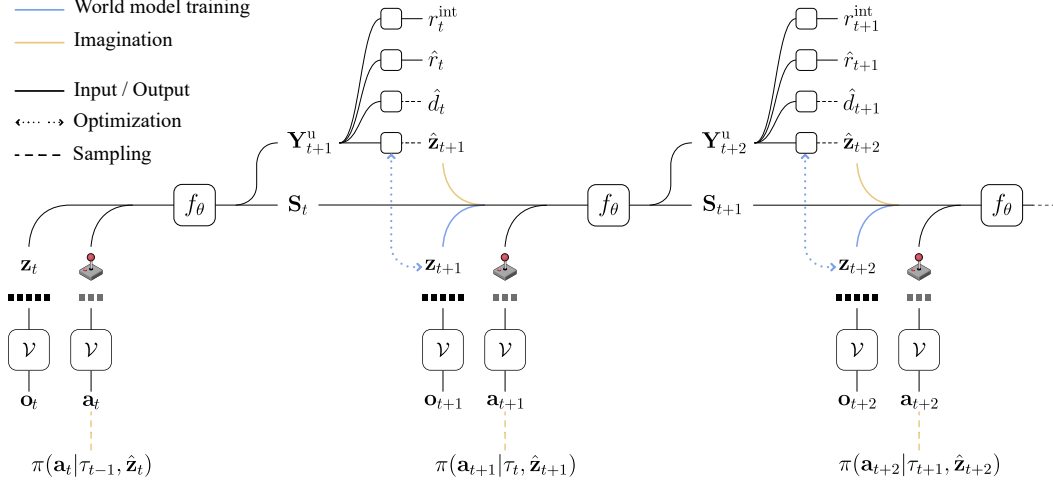 World model training
Imagination
Input / Output
Optimization
Sampling
r_t^int
r̂_t
d̂_t
Y_{t+1}^u
ẑ_{t+1}
r_{t+1}^int
r̂_{t+1}
d̂_{t+1}
Y_{t+2}^u
ẑ_{t+2}
f_θ
S_t
f_θ
S_{t+1}
f_θ
z_t
z_{t+1}
z_{t+2}
𝒱
𝒱
𝒱
𝒱
𝒱
𝒱
o_t
a_t
o_{t+1}
a_{t+1}
o_{t+2}
a_{t+2}
π(a_t|τ_{t−1}, ẑ_t)
π(a_{t+1}|τ_t, ẑ_{t+1})
π(a_{t+2}|τ_{t+1}, ẑ_{t+2})